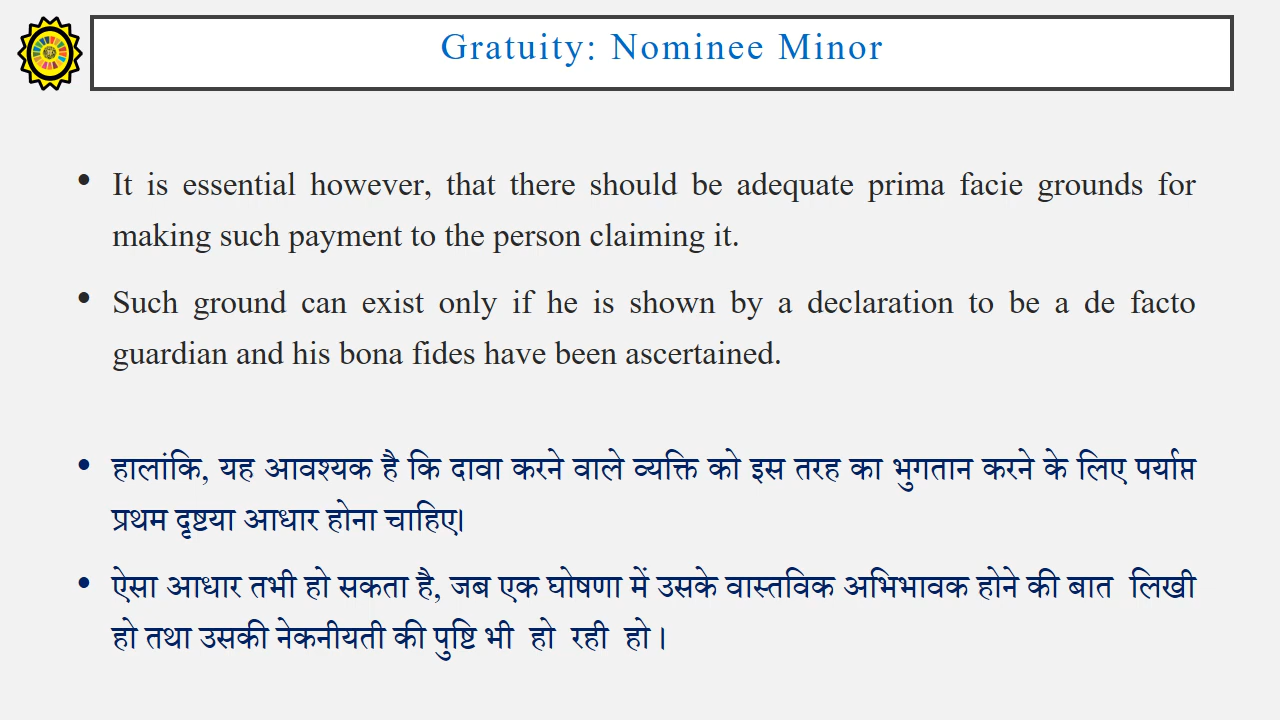 Gratuity: Nominee Minor
• It is essential however, that there should be adequate prima facie grounds for
making such payment to the person claiming it.
• Such ground can exist only if he is shown by a declaration to be a de facto
guardian and his bona fides have been ascertained.
• हालांकि, यह आवश्यक है कि दावा करने वाले व्यक्ति को इस तरह का भुगतान करने के लिए पर्याप्त
प्रथम दृष्टया आधार होना चाहिए।
• ऐसा आधार तभी हो सकता है, जब एक घोषणा में उसके वास्तविक अभिभावक होने की बात लिखी
हो तथा उसकी नेकनीयती की पुष्टि भी हो रही हो।